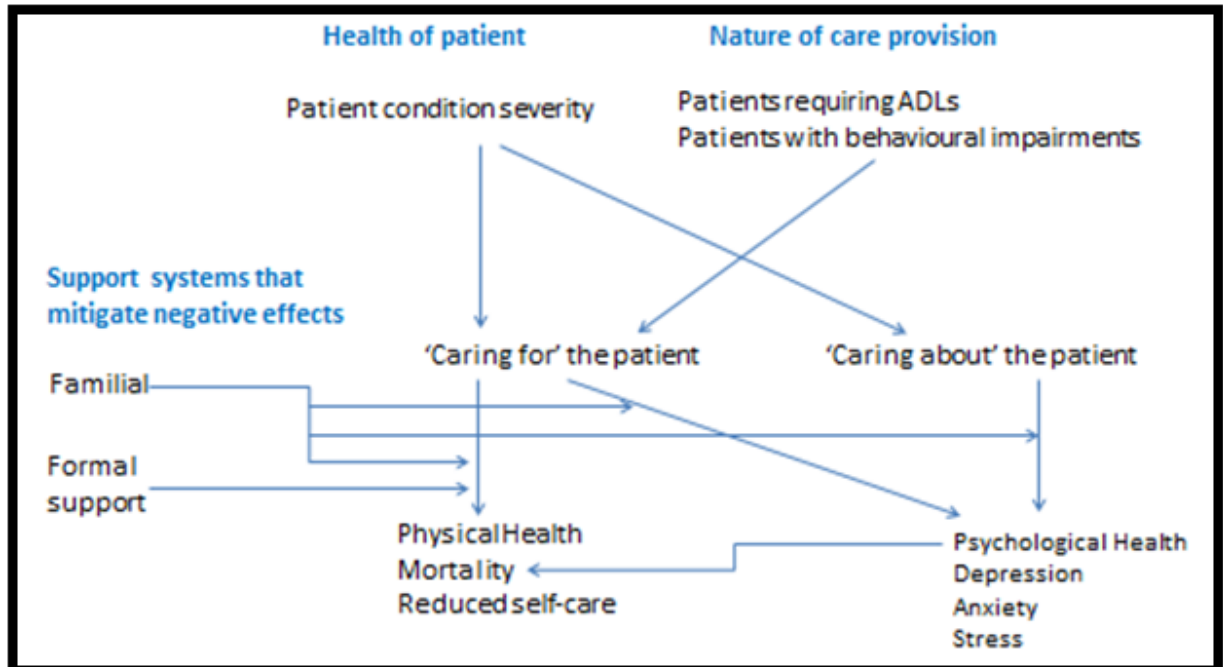 Health of patient
Nature of care provision
Patient condition severity
Patients requiring ADLs
Patients with behavioural impairments
Support systems that
mitigate negative effects
'Caring for' the patient
'Caring about' the patient
Familial
Formal
support
Physical Health
Mortality
Reduced self-care
Psychological Health
Depression
Anxiety
Stress